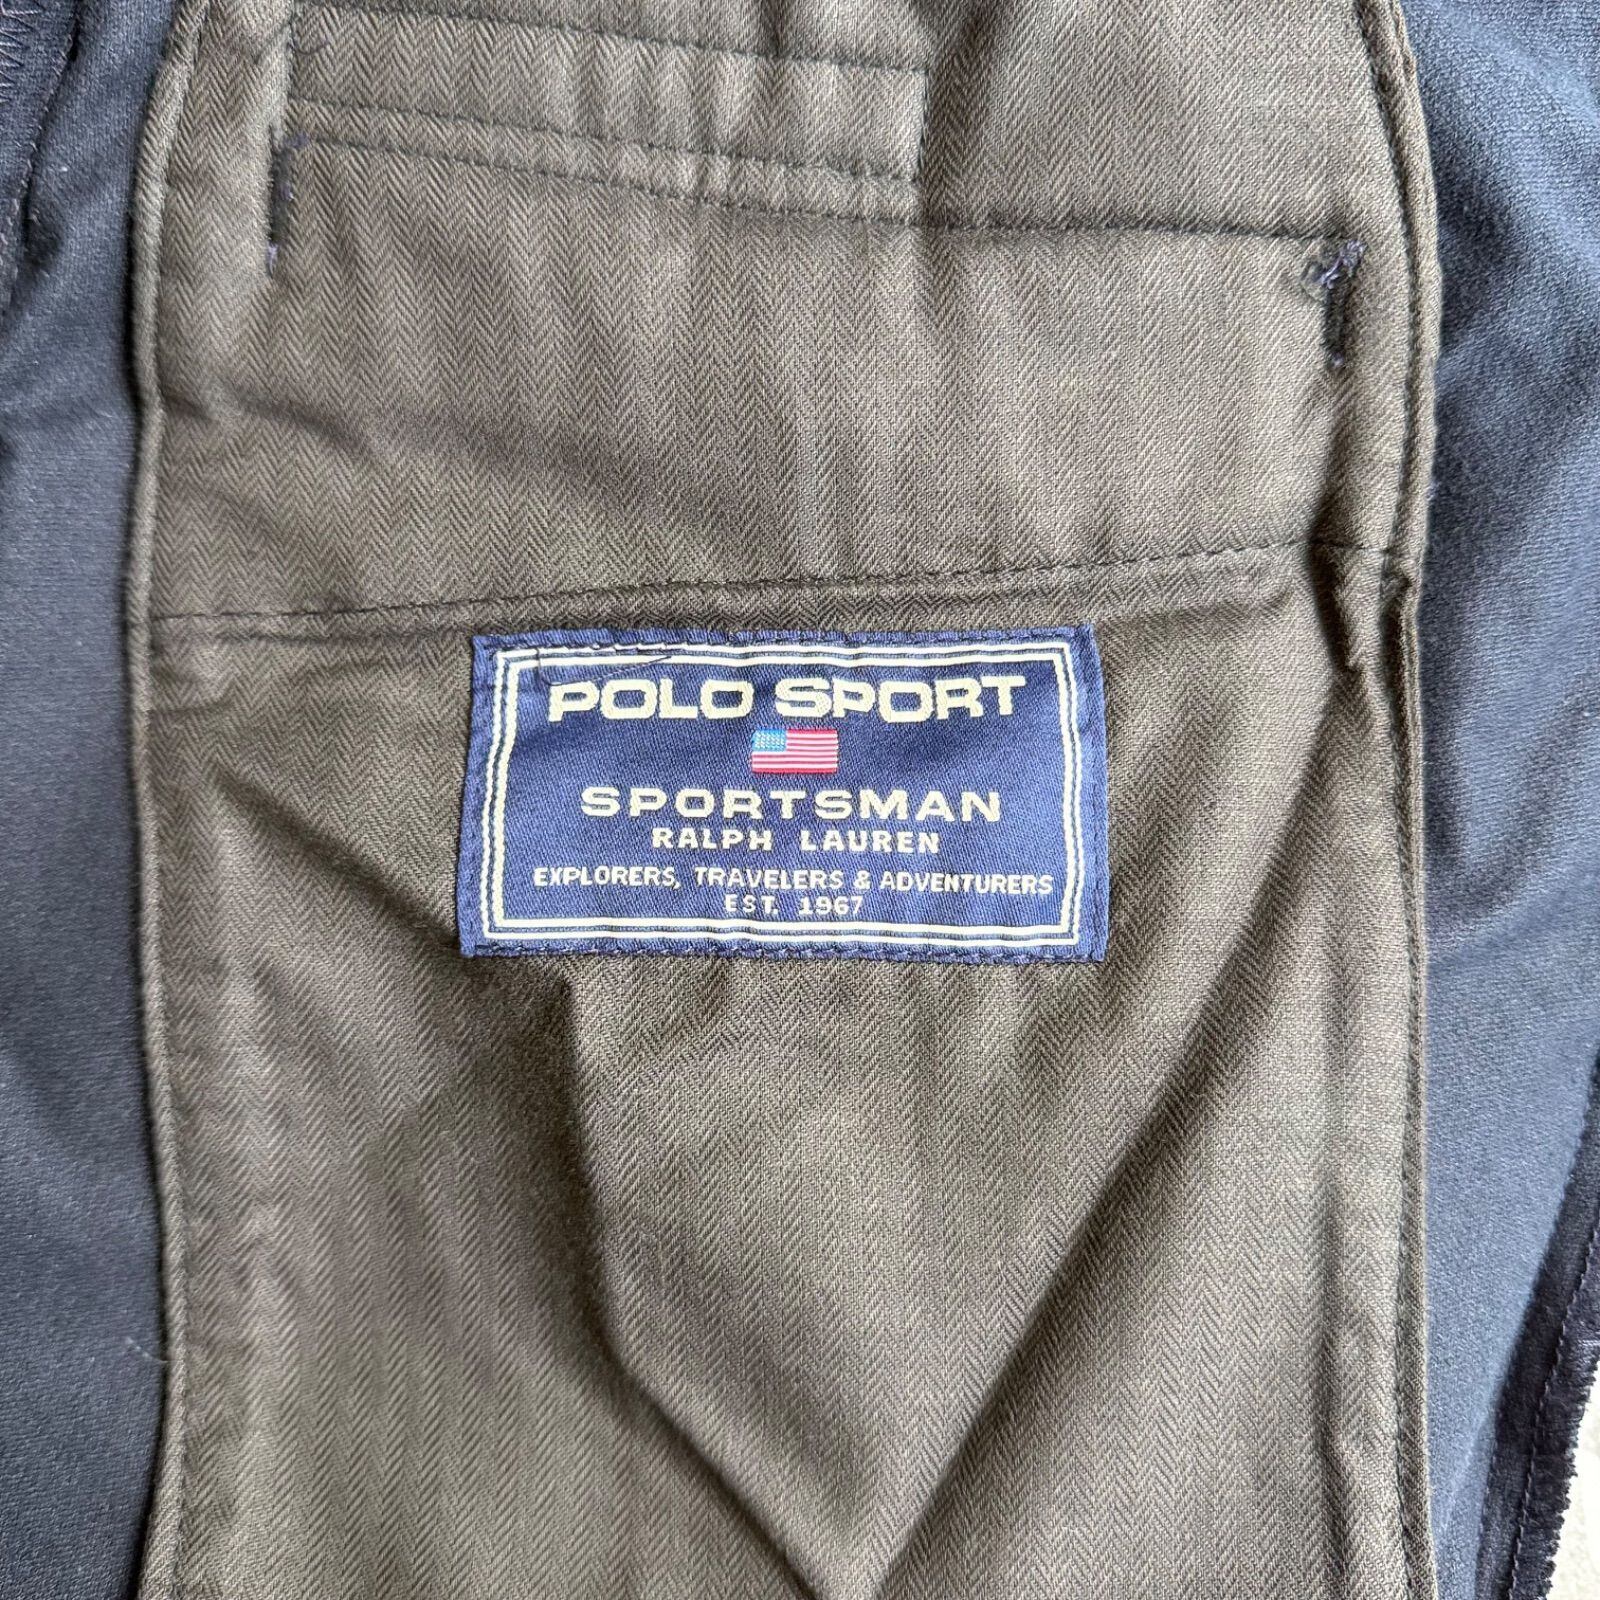 POLO SPORT
SPORTSMAN
RALPH LAUREN
EXPLORERS, TRAVELERS & ADVENTURERS
EST. 1967